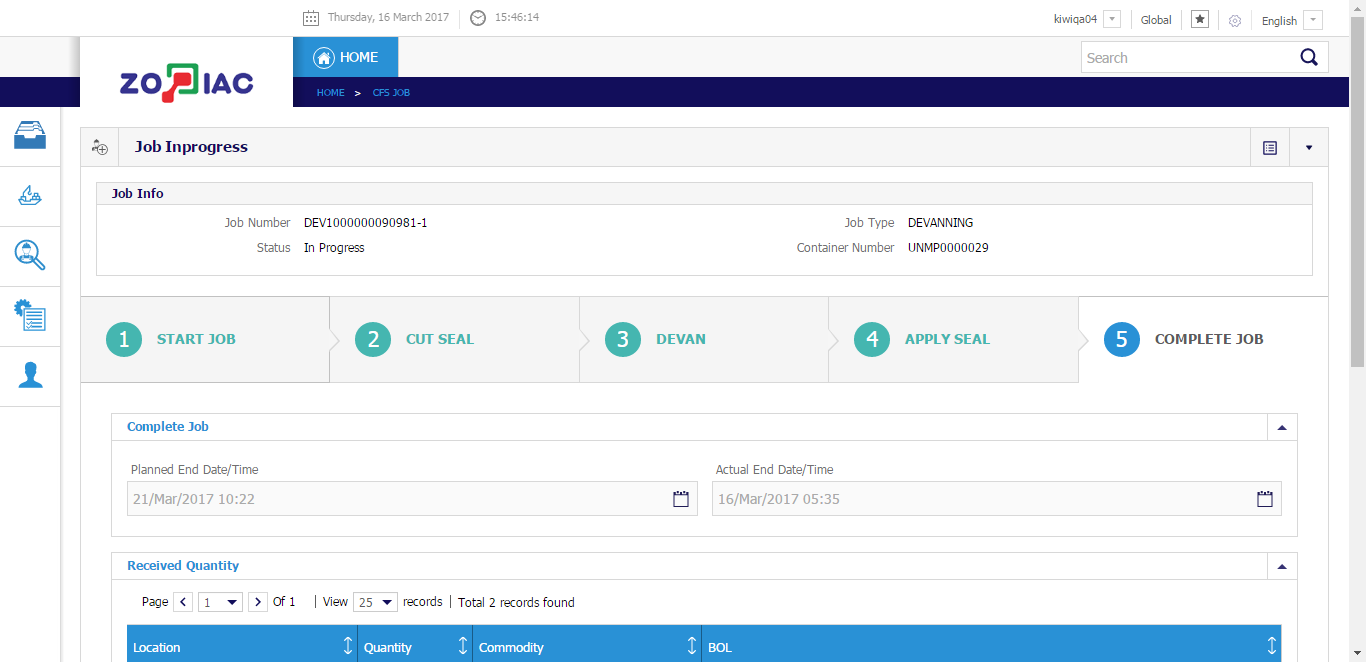 Thursday, 16 March 2017 15:46:14 kiwiqa04 Global English
ZODIAC
HOME
Search
HOME > CFS JOB
Job Inprogress
Job Info
Job Number DEV1000000090981-1 Job Type DEVANNING
Status In Progress Container Number UNMP0000029
1 START JOB 2 CUT SEAL 3 DEVAN 4 APPLY SEAL 5 COMPLETE JOB
Complete Job
Planned End Date/Time Actual End Date/Time
21/Mar/2017 10:22 16/Mar/2017 05:35
Received Quantity
Page 1 Of 1 | View 25 records | Total 2 records found
Location Quantity Commodity BOL